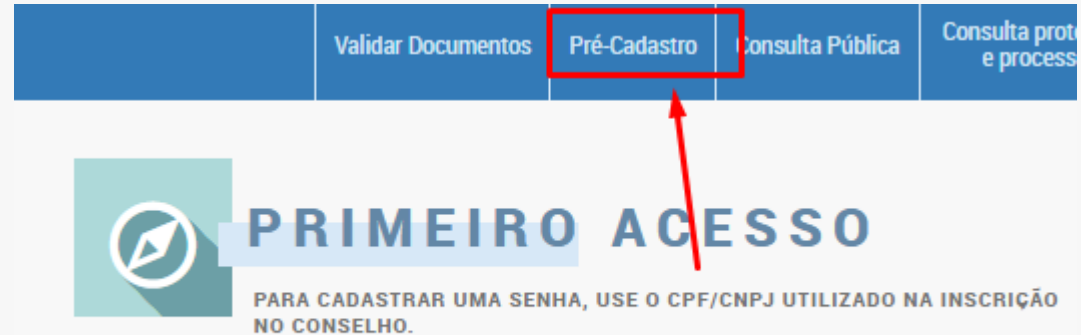 Validar Documentos
Pré-Cadastro
Consulta Pública
Consulta
e
PRIMEIRO ACESSO
PARA CADASTRAR UMA SENHA, USE O CPF/CNPJ UTILIZADO NA INSCRIÇÃO
NO CONSELHO.